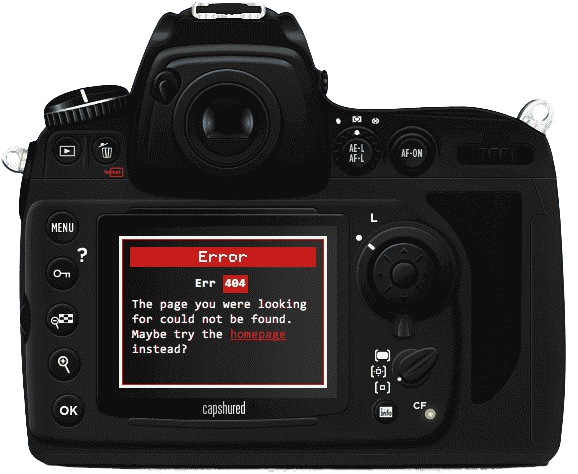 AE-L
AF-L
AF-ON
format
MENU
?
L
Error
Err 404
The page you were looking
for could not be found.
Maybe try the homepage
instead?
OK
info
CF
capshured